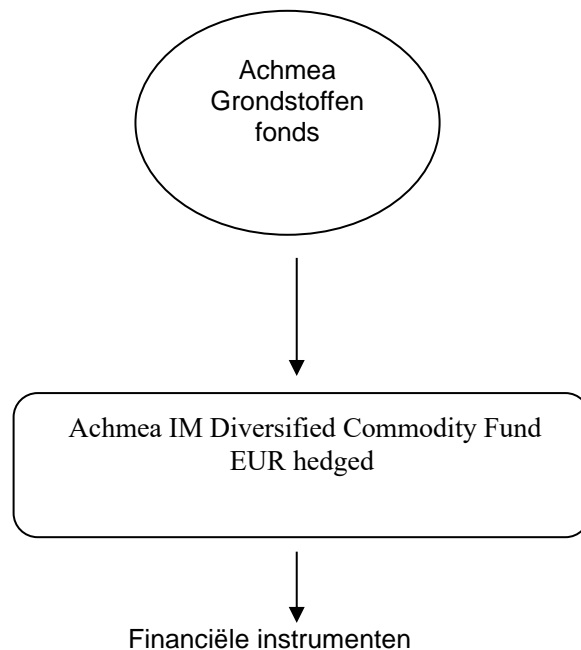 Achmea
Grondstoffen
fonds
Achmea IM Diversified Commodity Fund
EUR hedged
Financiële instrumenten